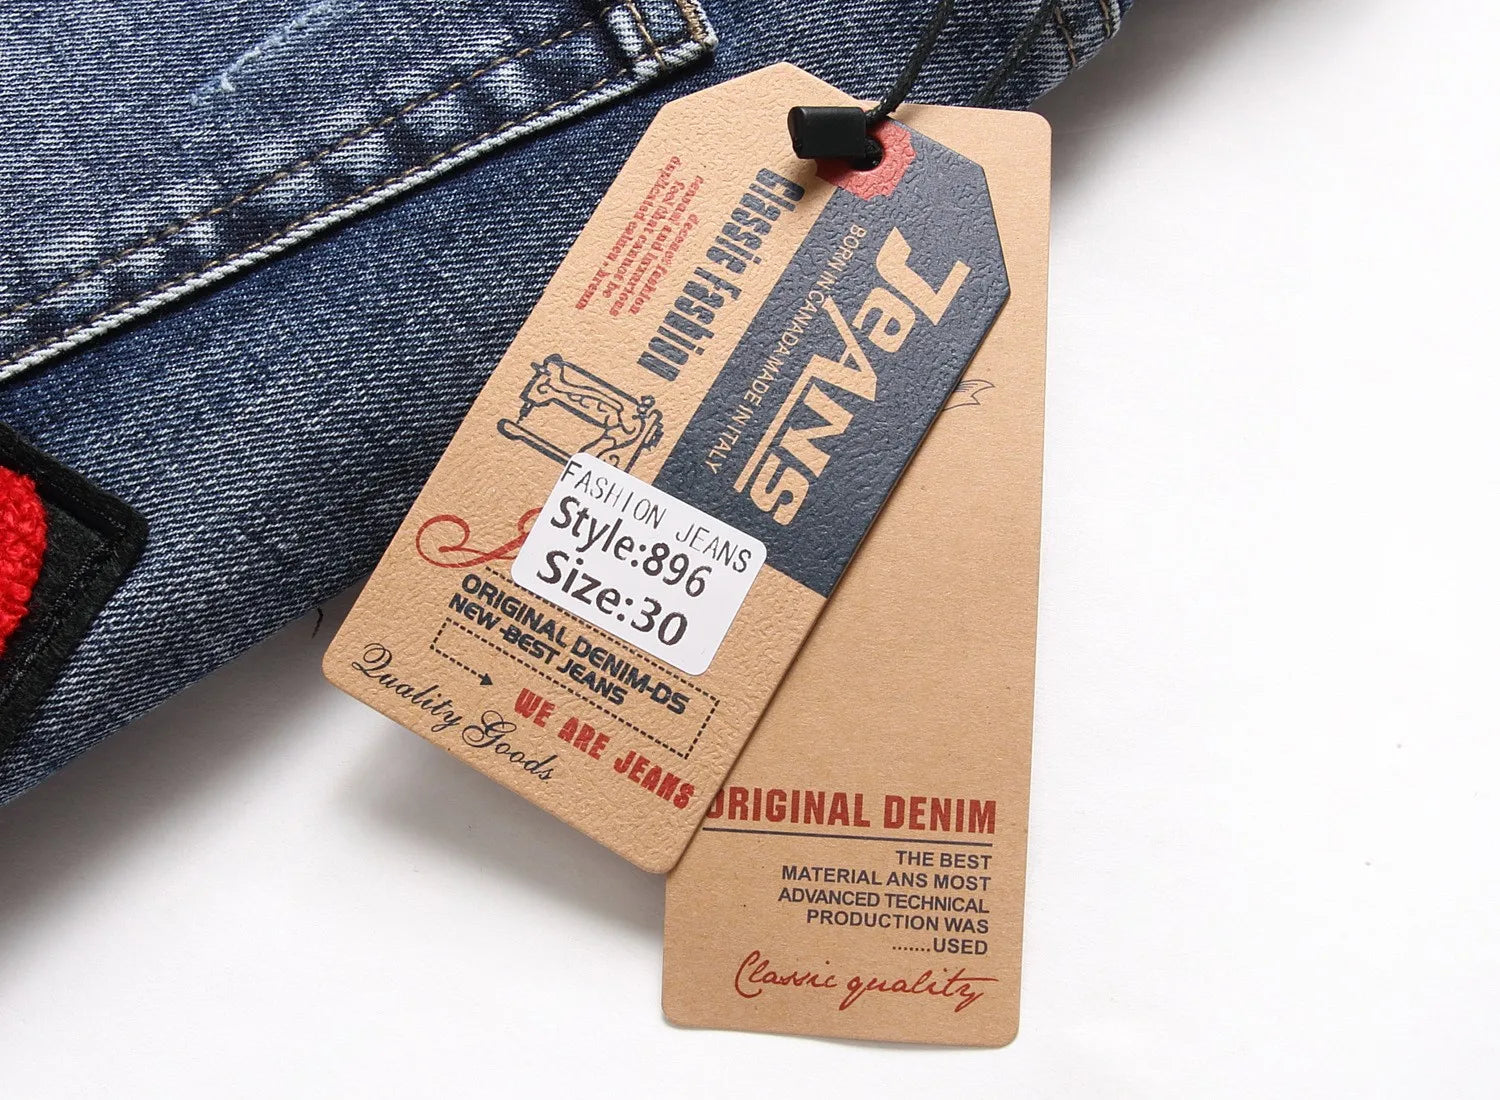 JeANS
BORN IN CANADA MADE IN ITALY
Classic Fashion
FASHION JEANS
Style:896
Size:30
ORIGINAL DENIM-DS
NEW BEST JEANS
WE ARE JEANS
Quality Goods
ORIGINAL DENIM
THE BEST
MATERIAL ANS MOST
ADVANCED TECHNICAL
PRODUCTION WAS
.......USED
Classic quality